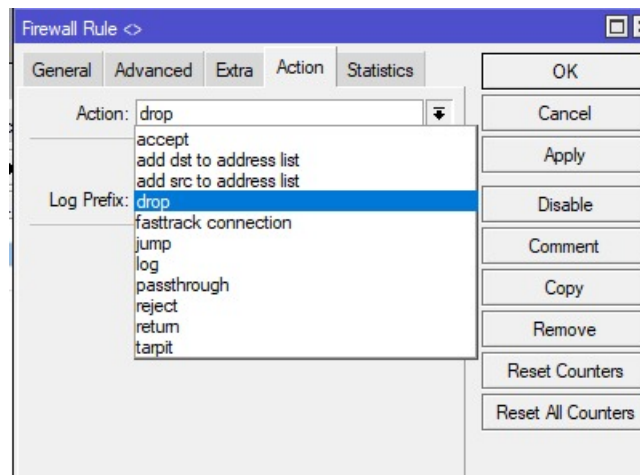 Firewall Rule <>
General Advanced Extra Action Statistics
Action: drop
accept
add dst to address list
add src to address list
Log Prefix: drop
fasttrack connection
jump
log
passthrough
reject
return
tarpit
OK
Cancel
Apply
Disable
Comment
Copy
Remove
Reset Counters
Reset All Counters